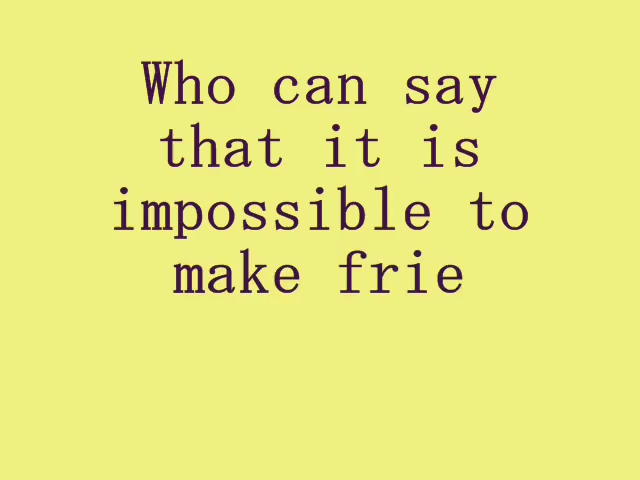 Who can say
that it is
impossible to
make frie